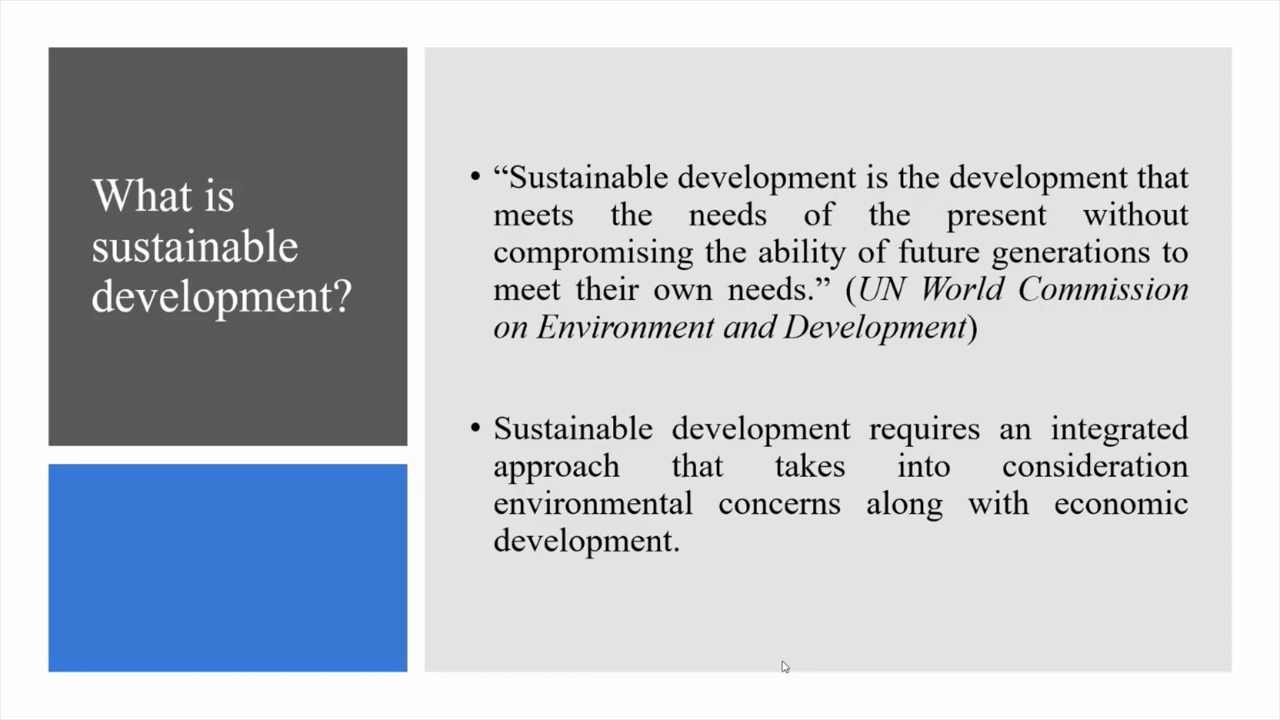 What is
sustainable
development?
• “Sustainable development is the development that
meets the needs of the present without
compromising the ability of future generations to
meet their own needs.” (UN World Commission
on Environment and Development)
• Sustainable development requires an integrated
approach that takes into consideration
environmental concerns along with economic
development.